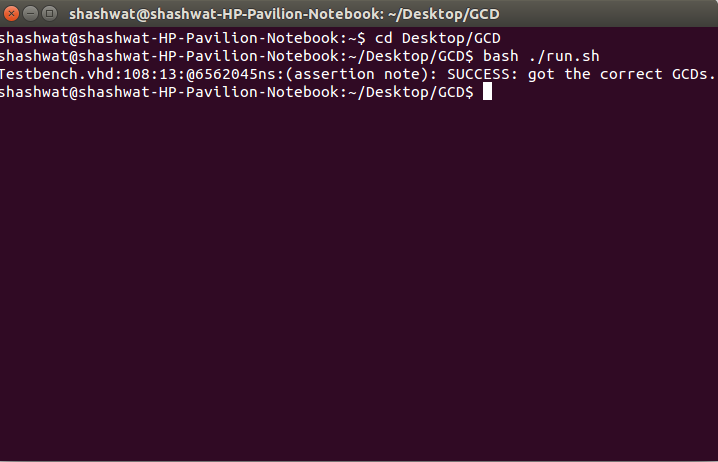 shashwat@shashwat-HP-Pavilion-Notebook: ~/Desktop/GCD
shashwat@shashwat-HP-Pavilion-Notebook:~$ cd Desktop/GCD
shashwat@shashwat-HP-Pavilion-Notebook:~/Desktop/GCD$ bash ./run.sh
Testbench.vhd:108:13:@6562045ns:(assertion note): SUCCESS: got the correct GCDs.
shashwat@shashwat-HP-Pavilion-Notebook:~/Desktop/GCD$